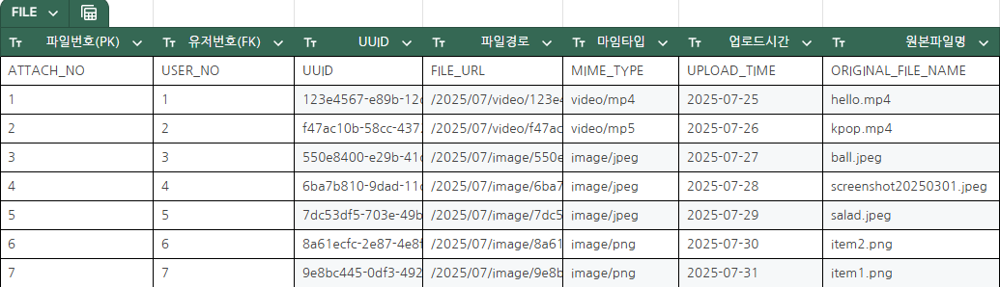 FILE
파일번호(PK) 유저번호(FK) UUID 파일경로 마임타입 업로드시간 원본파일명
ATTACH_NO USER_NO UUID FILE_URL MIME_TYPE UPLOAD_TIME ORIGINAL_FILE_NAME
1 1 123e4567-e89b-12d /2025/07/video/123e4 video/mp4 2025-07-25 hello.mp4
2 2 f47ac10b-58cc-4372 /2025/07/video/f47ac video/mp5 2025-07-26 kpop.mp4
3 3 550e8400-e29b-41d /2025/07/image/550e image/jpeg 2025-07-27 ball.jpeg
4 4 6ba7b810-9dad-11d /2025/07/image/6ba7 image/jpeg 2025-07-28 screenshot20250301.jpeg
5 5 7dc53df5-703e-49b /2025/07/image/7dc5 image/jpeg 2025-07-29 salad.jpeg
6 6 8a61ecfc-2e87-4e8f /2025/07/image/8a61 image/png 2025-07-30 item2.png
7 7 9e8bc445-0df3-492 /2025/07/image/9e8b image/png 2025-07-31 item1.png